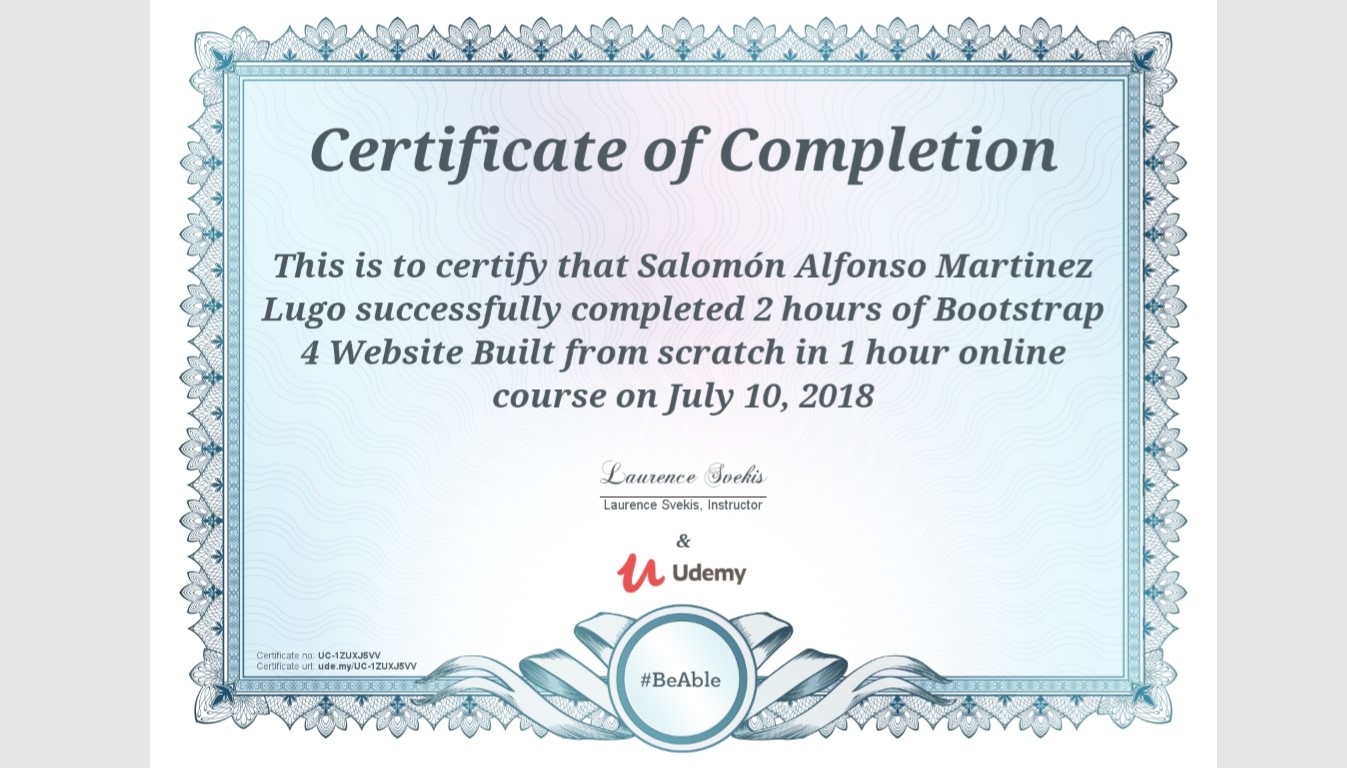 Certificate of Completion
This is to certify that Salomón Alfonso Martinez
Lugo successfully completed 2 hours of Bootstrap
4 Website Built from scratch in 1 hour online
course on July 10, 2018
Laurence Svekis
Laurence Svekis, Instructor
&
Udemy
#BeAble
Certificate no: UC-1ZUXJ5VV
Certificate url: ude.my/UC-1ZUXJ5VV